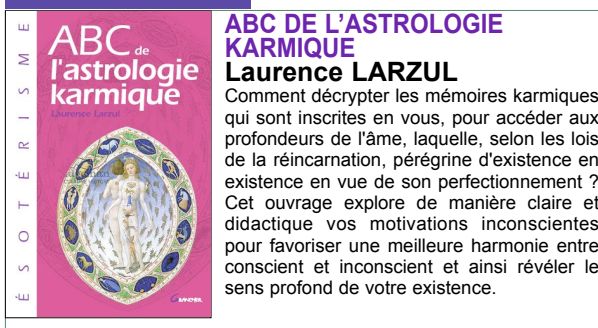 ÉSOTÉRISME
ABC de
l'astrologie
karmique
Laurence Larzul
ABC DE L'ASTROLOGIE
KARMIQUE
Laurence LARZUL
Comment décrypter les mémoires karmiques
qui sont inscrites en vous, pour accéder aux
profondeurs de l'âme, laquelle, selon les lois
de la réincarnation, pérégrine d'existence en
existence en vue de son perfectionnement ?
Cet ouvrage explore de manière claire et
didactique vos motivations inconscientes
pour favoriser une meilleure harmonie entre
conscient et inconscient et ainsi révéler le
sens profond de votre existence.